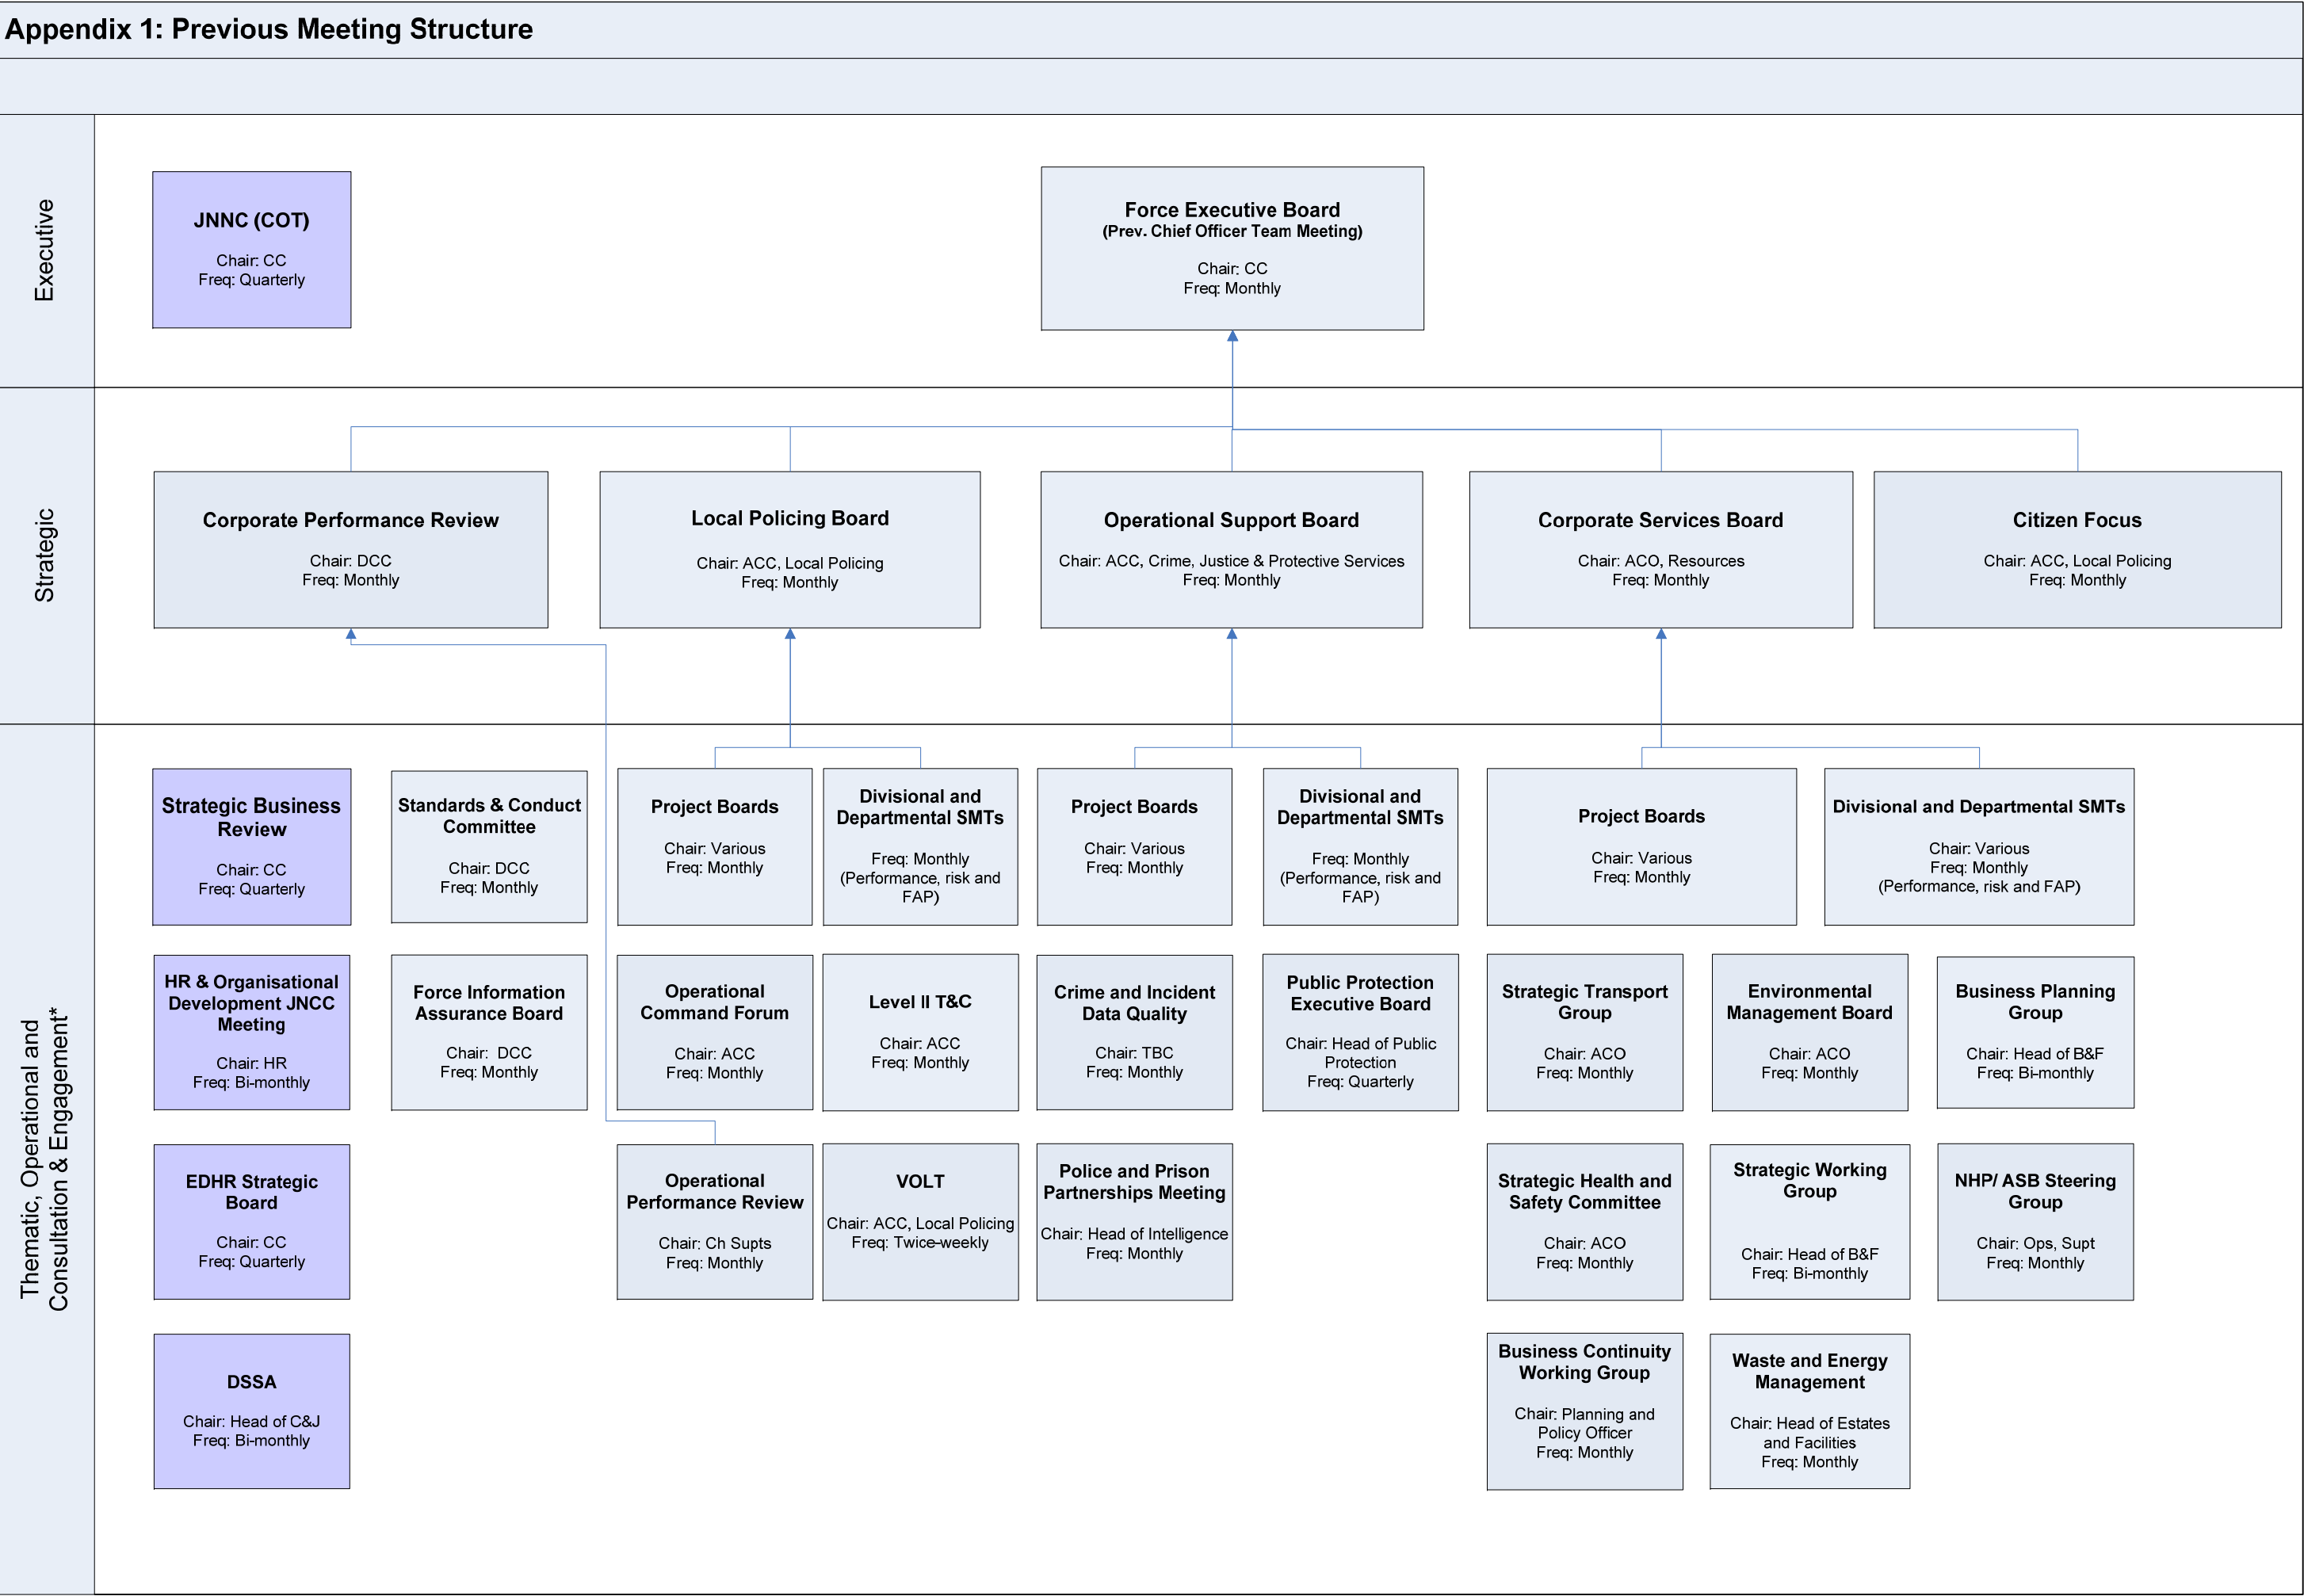 Appendix 1: Previous Meeting Structure
Executive
JNNC (COT)
Chair: CC
Freq: Quarterly
Force Executive Board
(Prev. Chief Officer Team Meeting)
Chair: CC
Freq: Monthly
Strategic
Corporate Performance Review
Chair: DCC
Freq: Monthly
Local Policing Board
Chair: ACC, Local Policing
Freq: Monthly
Operational Support Board
Chair: ACC, Crime, Justice & Protective Services
Freq: Monthly
Corporate Services Board
Chair: ACO, Resources
Freq: Monthly
Citizen Focus
Chair: ACC, Local Policing
Freq: Monthly
Thematic, Operational and
Consultation & Engagement*
Strategic Business
Review
Chair: CC
Freq: Quarterly
Standards & Conduct
Committee
Chair: DCC
Freq: Monthly
Project Boards
Chair: Various
Freq: Monthly
Divisional and
Departmental SMTs
Freq: Monthly
(Performance, risk and
FAP)
Project Boards
Chair: Various
Freq: Monthly
Divisional and
Departmental SMTs
Freq: Monthly
(Performance, risk and
FAP)
Project Boards
Chair: Various
Freq: Monthly
Divisional and Departmental SMTs
Chair: Various
Freq: Monthly
(Performance, risk and FAP)
HR & Organisational
Development JNCC
Meeting
Chair: HR
Freq: Bi-monthly
Force Information
Assurance Board
Chair:  DCC
Freq: Monthly
Operational
Command Forum
Chair: ACC
Freq: Monthly
Level II T&C
Chair: ACC
Freq: Monthly
Crime and Incident
Data Quality
Chair: TBC
Freq: Monthly
Public Protection
Executive Board
Chair: Head of Public
Protection
Freq: Quarterly
Strategic Transport
Group
Chair: ACO
Freq: Monthly
Environmental
Management Board
Chair: ACO
Freq: Monthly
Business Planning
Group
Chair: Head of B&F
Freq: Bi-monthly
EDHR Strategic
Board
Chair: CC
Freq: Quarterly
Operational
Performance Review
Chair: Ch Supts
Freq: Monthly
VOLT
Chair: ACC, Local Policing
Freq: Twice-weekly
Police and Prison
Partnerships Meeting
Chair: Head of Intelligence
Freq: Monthly
Strategic Health and
Safety Committee
Chair: ACO
Freq: Monthly
Strategic Working
Group
Chair: Head of B&F
Freq: Bi-monthly
NHP/ ASB Steering
Group
Chair: Ops, Supt
Freq: Monthly
DSSA
Chair: Head of C&J
Freq: Bi-monthly
Business Continuity
Working Group
Chair: Planning and
Policy Officer
Freq: Monthly
Waste and Energy
Management
Chair: Head of Estates
and Facilities
Freq: Monthly